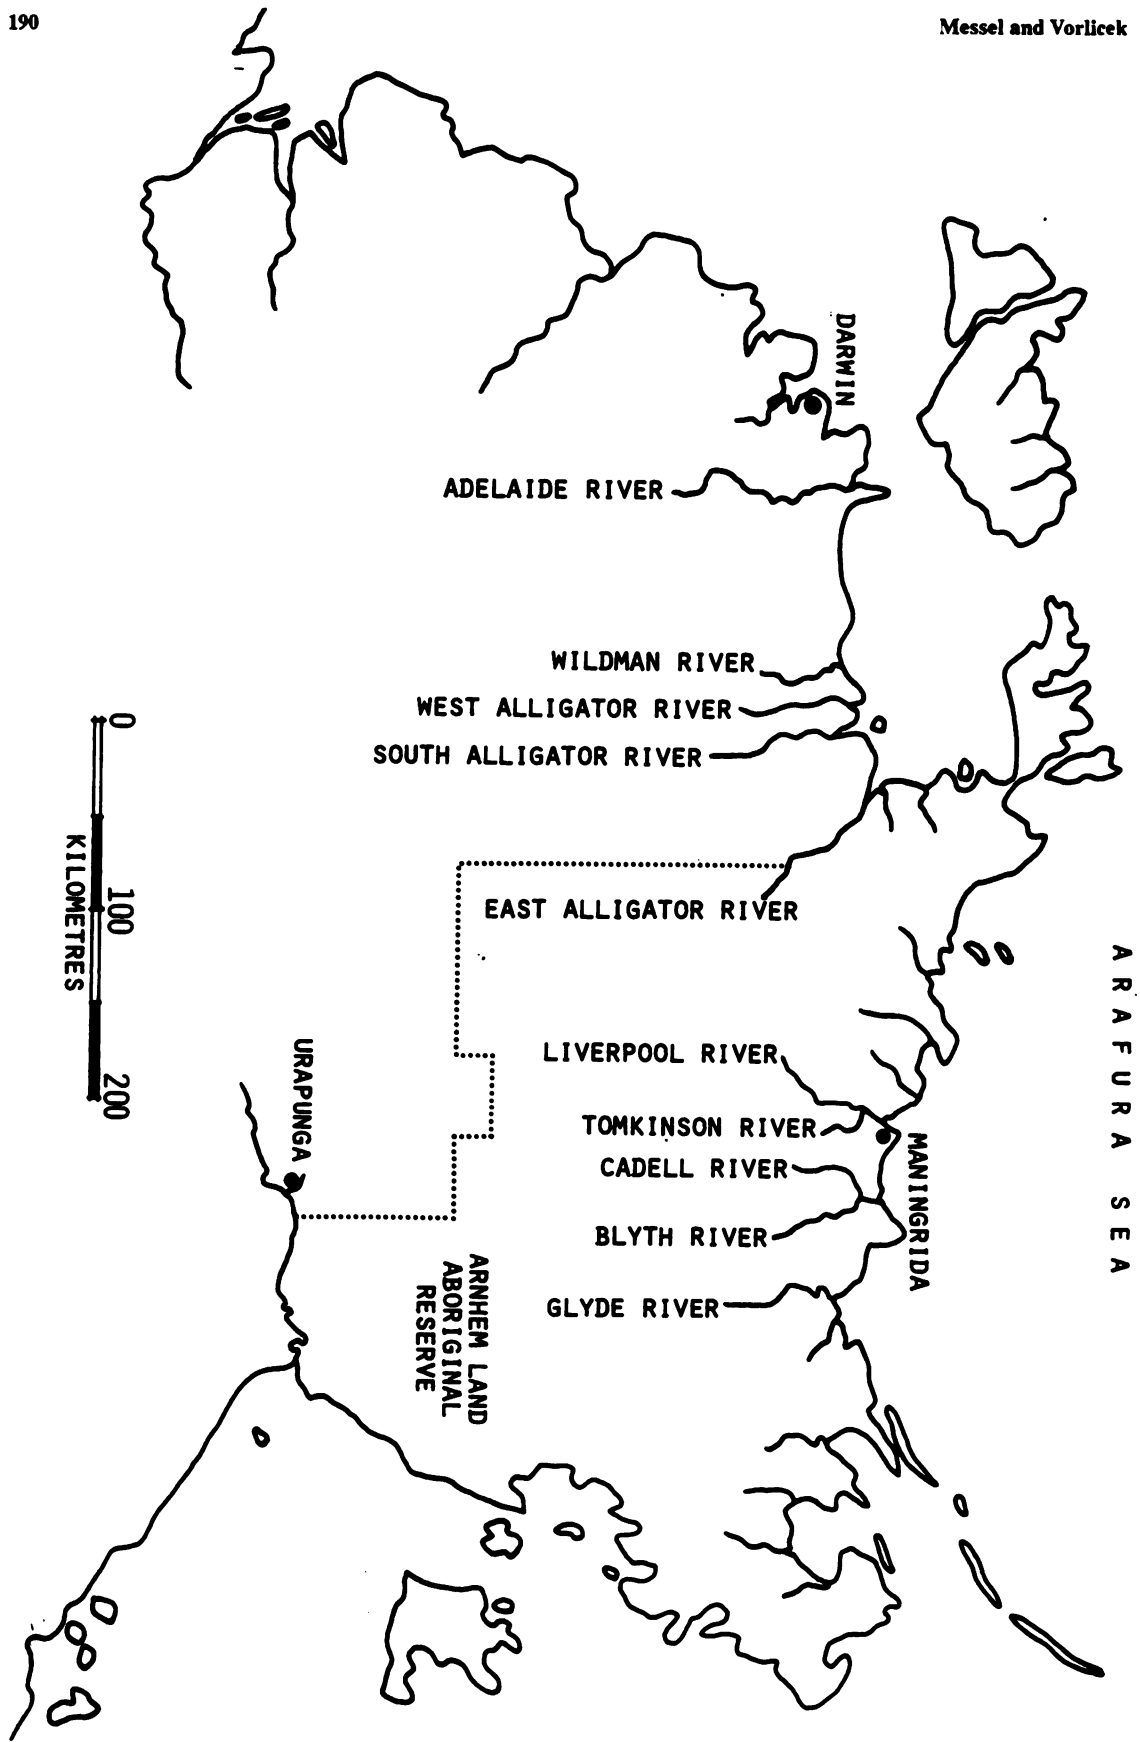 190
Messel and Vorlicek
DARWIN
ADELAIDE RIVER
WILDMAN RIVER
WEST ALLIGATOR RIVER
SOUTH ALLIGATOR RIVER
EAST ALLIGATOR RIVER
LIVERPOOL RIVER
TOMKINSON RIVER
MANINGRIDA
CADELL RIVER
BLYTH RIVER
GLYDE RIVER
ARAFURA SEA
ARNHEM LAND
ABORIGINAL
RESERVE
URAPUNGA
0 100 200
KILOMETRES